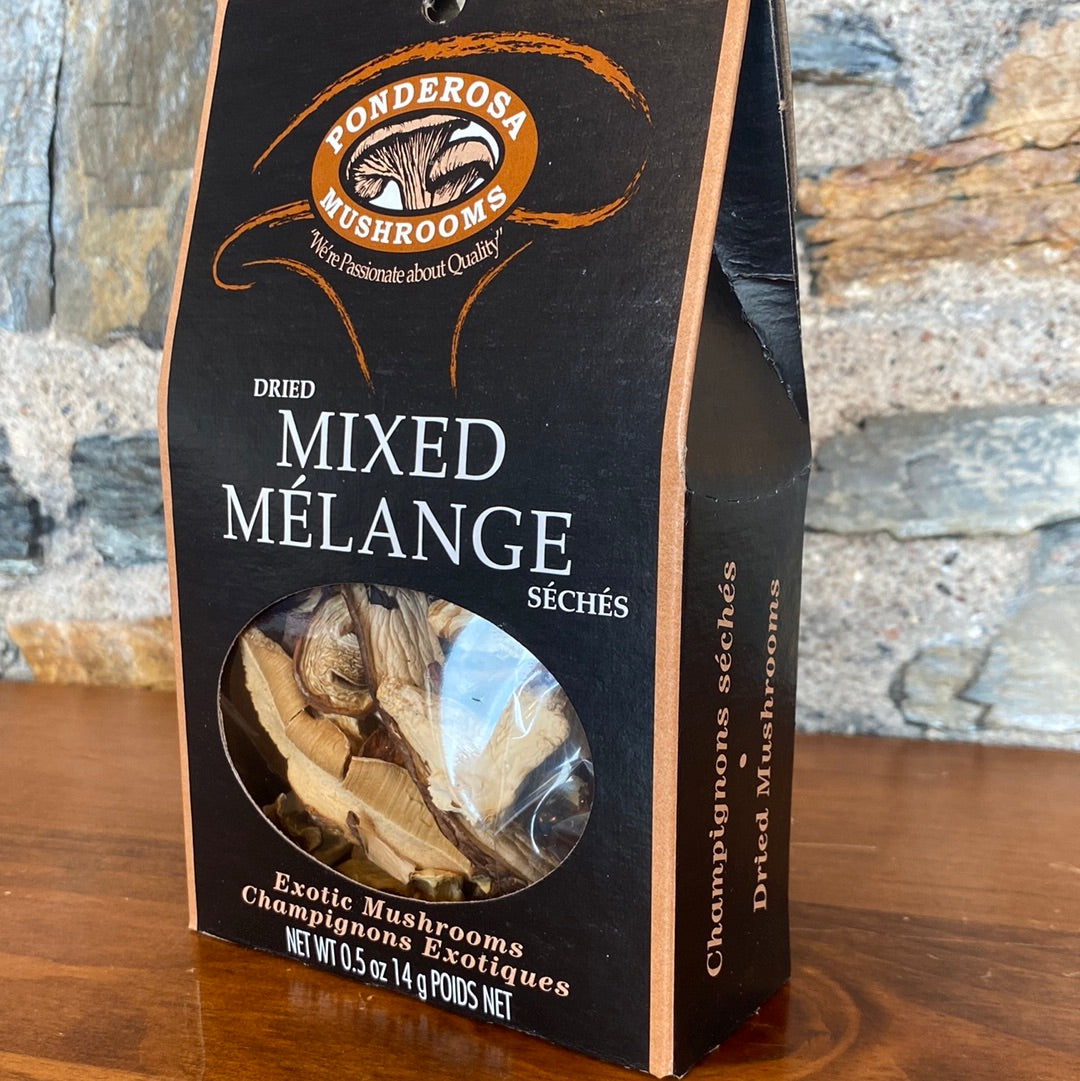 PONDEROSA
MUSHROOMS
"We're Passionate about Quality"
DRIED
MIXED
MÉLANGE
SÉCHÉS
Exotic Mushrooms
Champignons Exotiques
NET WT 0.5 oz 14 g POIDS NET
Champignons séchés
•
Dried Mushrooms